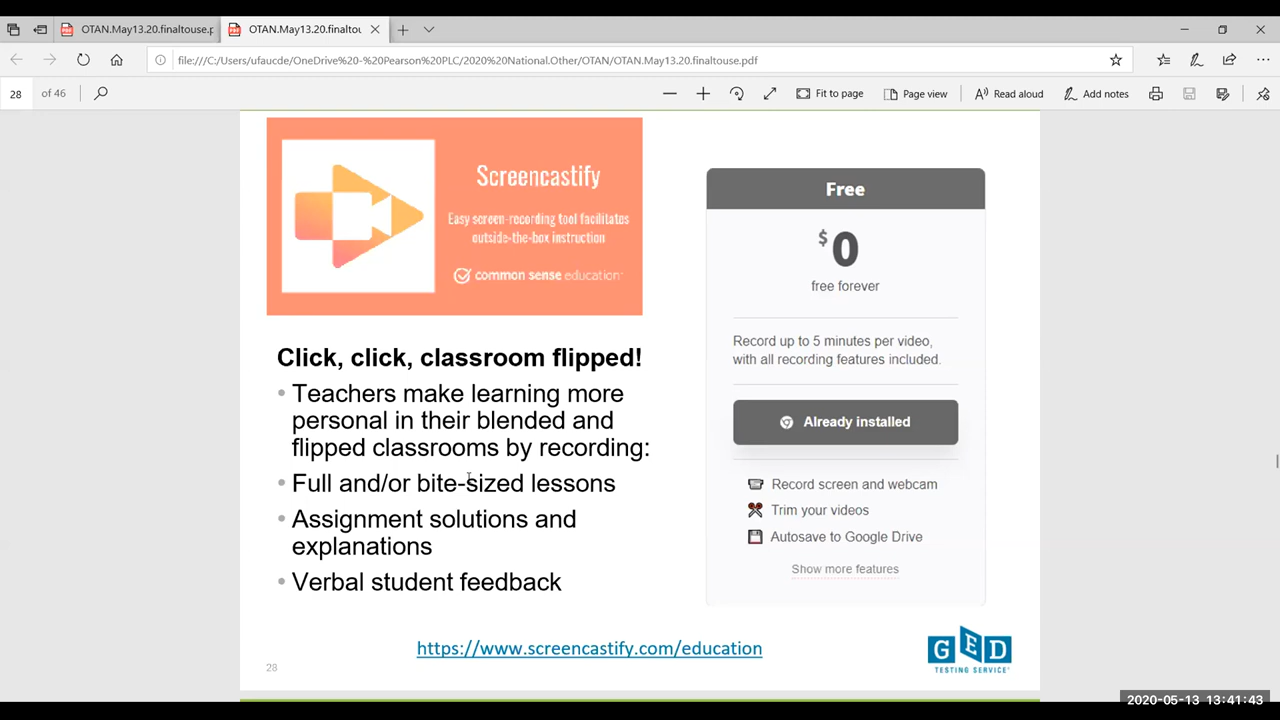 OTAN.May13.20.finaltouse.p
OTAN.May13.20.finaltou
file:///C:/Users/ufaucde/OneDrive%20-%20Pearson%20PLC/2020%20National.Other/OTAN/OTAN.May13.20.finaltouse.pdf
28 of 46
Fit to page
Page view
Read aloud
Add notes
Screencastify
Easy screen-recording tool facilitates
outside-the-box instruction
common sense education
Click, click, classroom flipped!
• Teachers make learning more
personal in their blended and
flipped classrooms by recording:
• Full and/or bite-sized lessons
• Assignment solutions and
explanations
• Verbal student feedback
Free
$0
free forever
Record up to 5 minutes per video,
with all recording features included.
Already installed
Record screen and webcam
Trim your videos
Autosave to Google Drive
Show more features
https://www.screencastify.com/education
28
GED
TESTING SERVICE®
2020-05-13 13:41:43